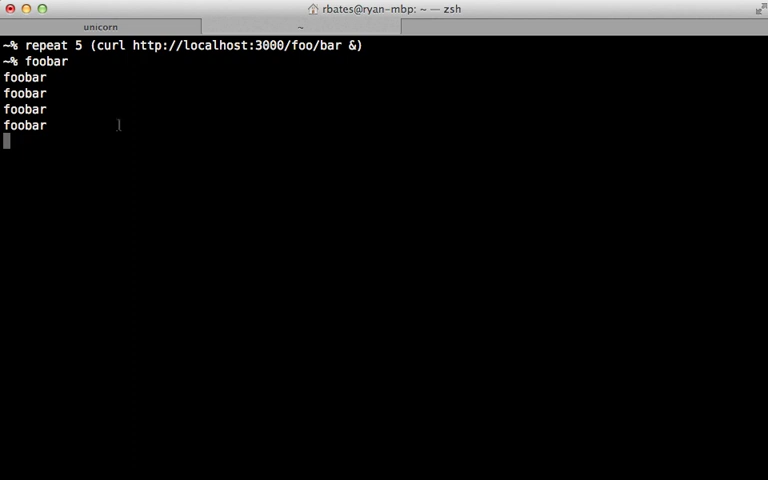 rbates@ryan-mbp: ~ — zsh
unicorn
~
~% repeat 5 (curl http://localhost:3000/foo/bar &)
~% foobar
foobar
foobar
foobar
foobar